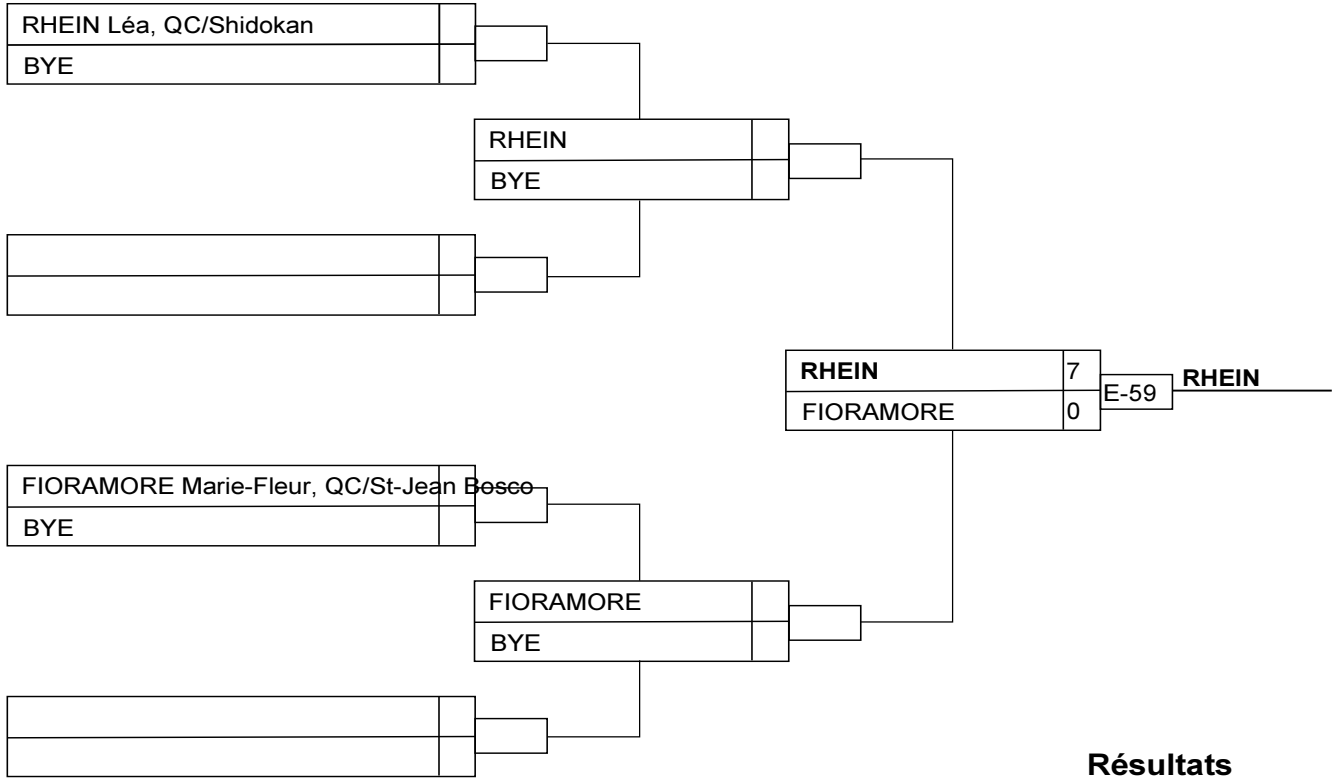 RHEIN Léa, QC/Shidokan
BYE
RHEIN
BYE
RHEIN 7
FIORAMORE 0
E-59
RHEIN
FIORAMORE Marie-Fleur, QC/St-Jean Bosco
BYE
FIORAMORE
BYE
Résultats